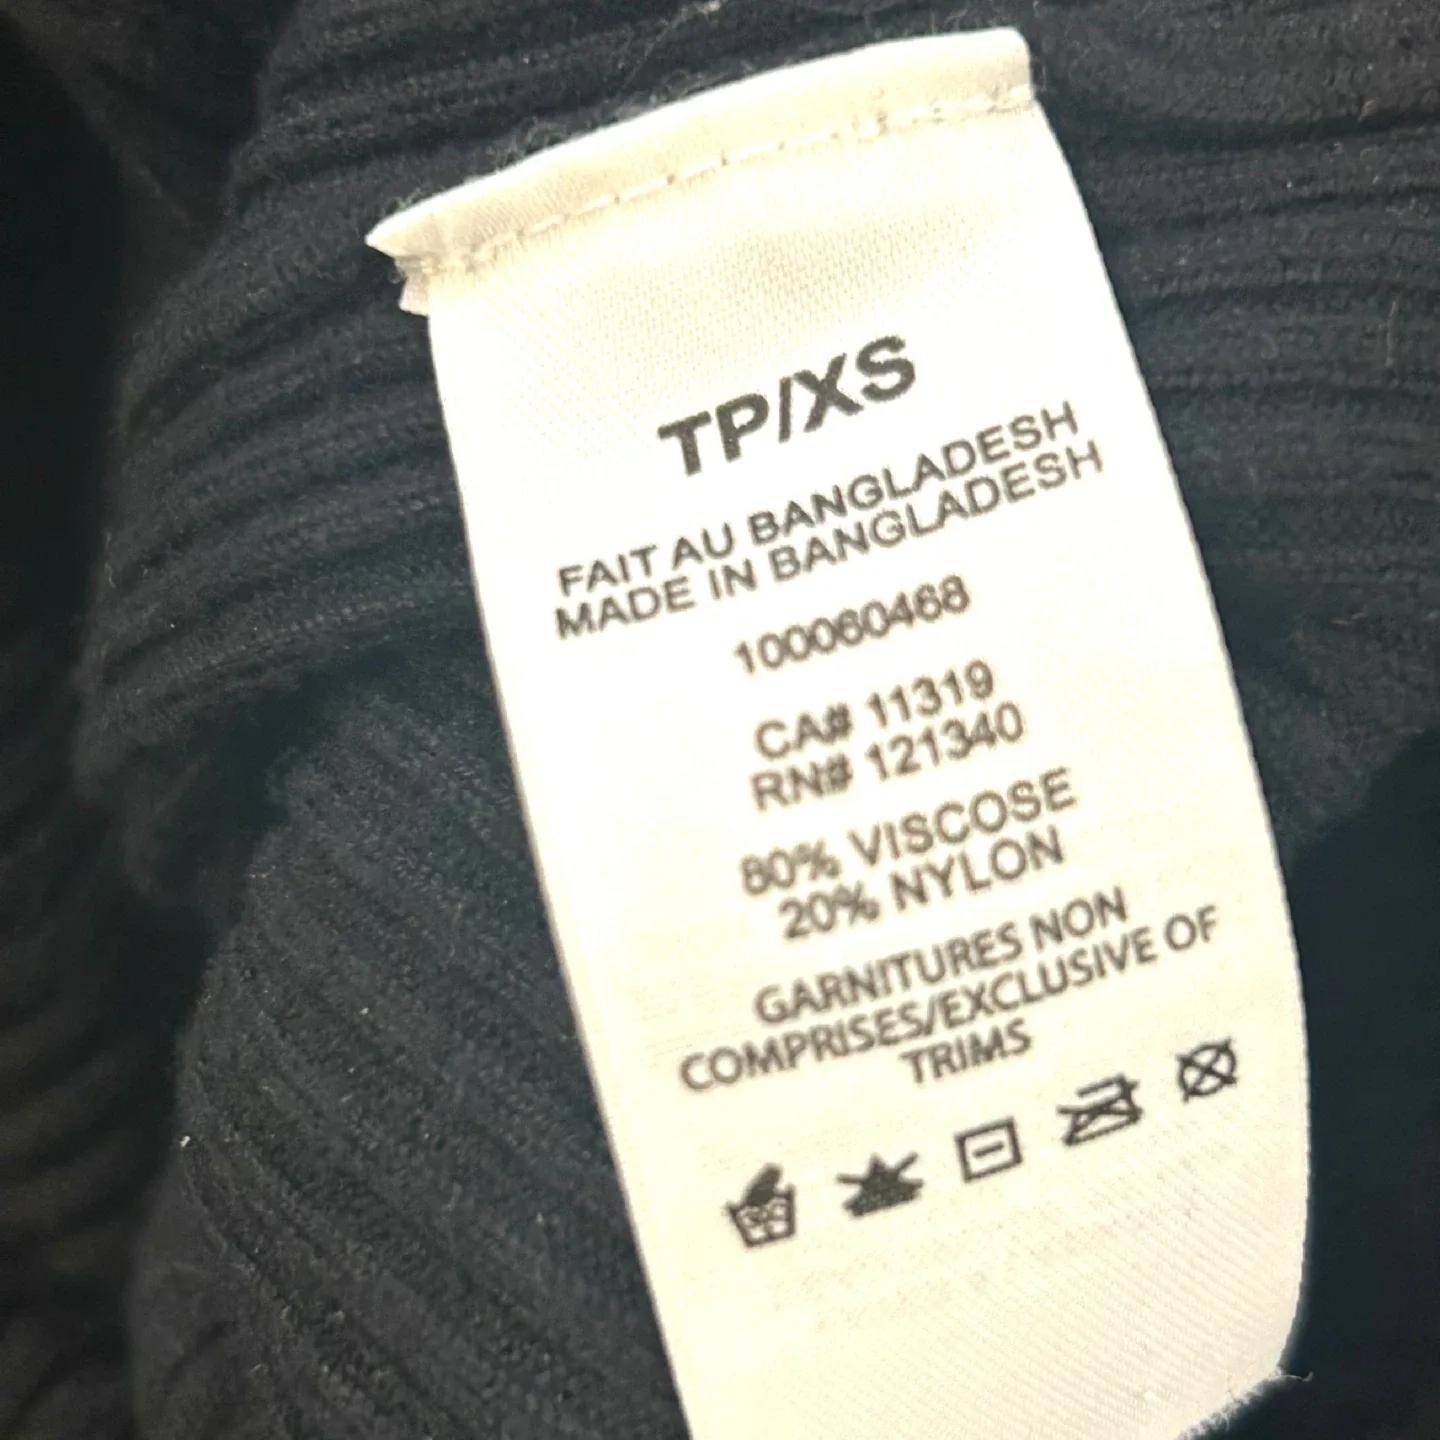 TP/XS
FAIT AU BANGLADESH
MADE IN BANGLADESH
100060468
CA# 11319
RN# 121340
80% VISCOSE
20% NYLON
GARNITURES NON
COMPRISES/EXCLUSIVE OF
TRIMS